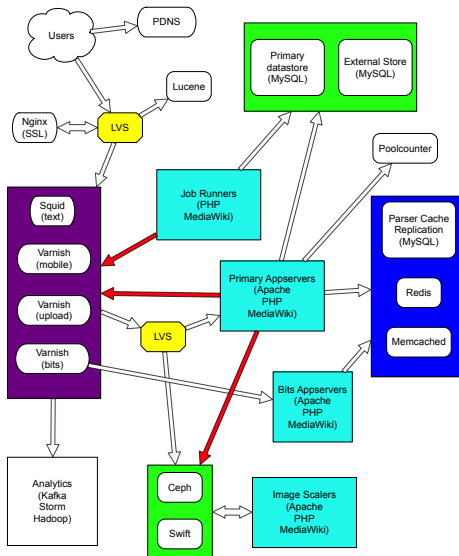 Users
PDNS
Primary
datastore
(MySQL)
External Store
(MySQL)
Lucene
Nginx
(SSL)
LVS
Poolcounter
Squid
(text)
Job Runners
(PHP
MediaWiki)
Parser Cache
Replication
(MySQL)
Varnish
(mobile)
Primary Appservers
(Apache
PHP
MediaWiki)
Redis
Varnish
(upload)
LVS
Memcached
Varnish
(bits)
Bits Appservers
(Apache
PHP
MediaWiki)
Analytics
(Kafka
Storm
Hadoop)
Ceph
Swift
Image Scalers
(Apache
PHP
MediaWiki)